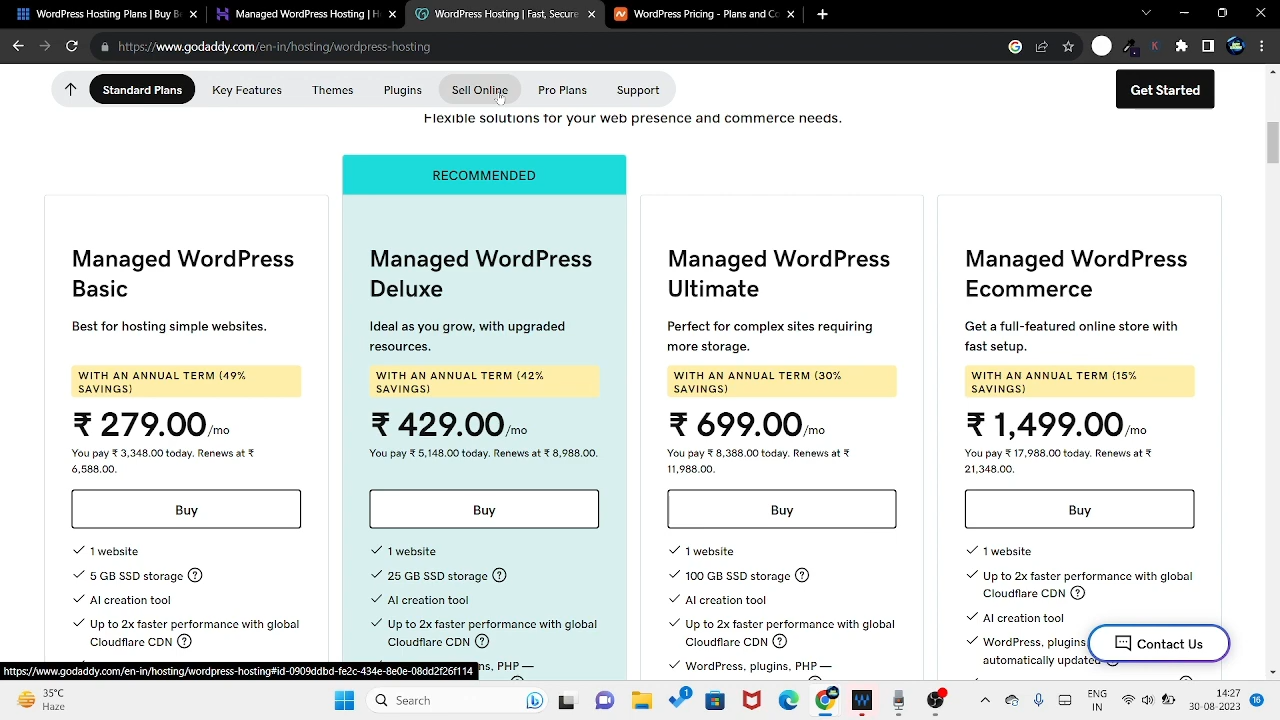 WordPress Hosting Plans | Buy B
Managed WordPress Hosting | H
WordPress Hosting | Fast, Secure
WordPress Pricing - Plans and Co
https://www.godaddy.com/en-in/hosting/wordpress-hosting
Standard Plans
Key Features
Themes
Plugins
Sell Online
Pro Plans
Support
Get Started
Flexible solutions for your web presence and commerce needs.
RECOMMENDED
Managed WordPress
Basic
Best for hosting simple websites.
WITH AN ANNUAL TERM (49%
SAVINGS)
₹ 279.00/mo
You pay ₹ 3,348.00 today. Renews at ₹
6,588.00.
Buy
1 website
5 GB SSD storage
AI creation tool
Up to 2x faster performance with global
Cloudflare CDN
Managed WordPress
Deluxe
Ideal as you grow, with upgraded
resources.
WITH AN ANNUAL TERM (42%
SAVINGS)
₹ 429.00/mo
You pay ₹ 5,148.00 today. Renews at ₹ 8,988.00.
Buy
1 website
25 GB SSD storage
AI creation tool
Up to 2x faster performance with global
Cloudflare CDN
ns, PHP —
Managed WordPress
Ultimate
Perfect for complex sites requiring
more storage.
WITH AN ANNUAL TERM (30%
SAVINGS)
₹ 699.00/mo
You pay ₹ 8,388.00 today. Renews at ₹
11,988.00.
Buy
1 website
100 GB SSD storage
AI creation tool
Up to 2x faster performance with global
Cloudflare CDN
WordPress, plugins, PHP —
Managed WordPress
Ecommerce
Get a full-featured online store with
fast setup.
WITH AN ANNUAL TERM (15%
SAVINGS)
₹ 1,499.00/mo
You pay ₹ 17,988.00 today. Renews at ₹
21,348.00.
Buy
1 website
Up to 2x faster performance with global
Cloudflare CDN
AI creation tool
WordPress, plugins
automatically updated
Contact Us
https://www.godaddy.com/en-in/hosting/wordpress-hosting#id-0909ddbd-fe2c-434e-8e0e-08dd2f26f114
35°C
Haze
Search
1
ENG
IN
14:27
30-08-2023
16